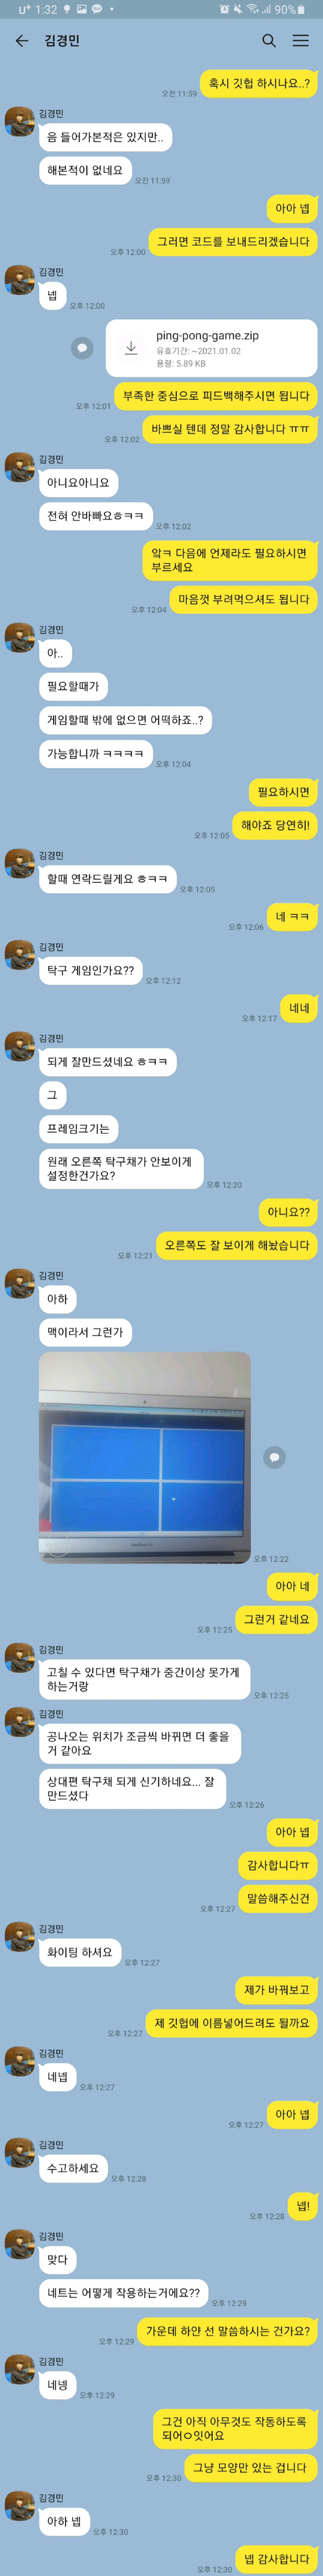 U+ 1:32
90%
김경민
혹시 깃헙 하시나요..?
오전 11:59
김경민
음 들어가본적은 있지만..
해본적이 없네요
오전 11:59
아아 넵
그러면 코드를 보내드리겠습니다
오후 12:00
김경민
넵
오후 12:00
ping-pong-game.zip
유효기간: ~2021.01.02
용량: 5.89 KB
오후 12:01
부족한 중심으로 피드백해주시면 됩니다
바쁘실 텐데 정말 감사합니다 ㅠㅠ
오후 12:02
김경민
아니요아니요
전혀 안바빠요ㅎㅋㅋ
오후 12:02
앜ㅋ 다음에 언제라도 필요하시면
부르세요
마음껏 부려먹으셔도 됩니다
오후 12:04
김경민
아..
필요할때가
게임할때 밖에 없으면 어떡하죠..?
가능합니까 ㅋㅋㅋㅋ
오후 12:04
필요하시면
해야죠 당연히!
오후 12:05
김경민
할때 연락드릴게요 ㅎㅋㅋ
오후 12:05
네 ㅋㅋ
오후 12:06
김경민
탁구 게임인가요??
오후 12:12
네네
오후 12:17
김경민
되게 잘만드셨네요 ㅎㅋㅋ
그
프레임크기는
원래 오른쪽 탁구채가 안보이게
설정한건가요?
오후 12:20
아니요??
오른쪽도 잘 보이게 해놨습니다
오후 12:21
김경민
아하
맥이라서 그런가
오후 12:22
아아 네
그런거 같네요
오후 12:25
김경민
고칠 수 있다면 탁구채가 중간이상 못가게
하는거랑
오후 12:25
김경민
공나오는 위치가 조금씩 바뀌면 더 좋을
거 같아요
상대편 탁구채 되게 신기하네요... 잘
만드셨다
오후 12:26
아아 넵
감사합니다ㅠ
말씀해주신건
오후 12:27
김경민
화이팅 하셔요
오후 12:27
제가 바꿔보고
제 깃헙에 이름넣어드려도 될까요
오후 12:27
김경민
네넵
오후 12:27
아아 넵
오후 12:27
김경민
수고하세요
오후 12:28
넵!
오후 12:28
김경민
맞다
네트는 어떻게 작용하는거에요??
오후 12:29
가운데 하얀 선 말씀하시는 건가요?
오후 12:29
김경민
네넹
오후 12:29
그건 아직 아무것도 작동하도록
되어ㅇ잇어요
그냥 모양만 있는 겁니다
오후 12:30
김경민
아하 넵
오후 12:30
넵 감사합니다
오후 12:30